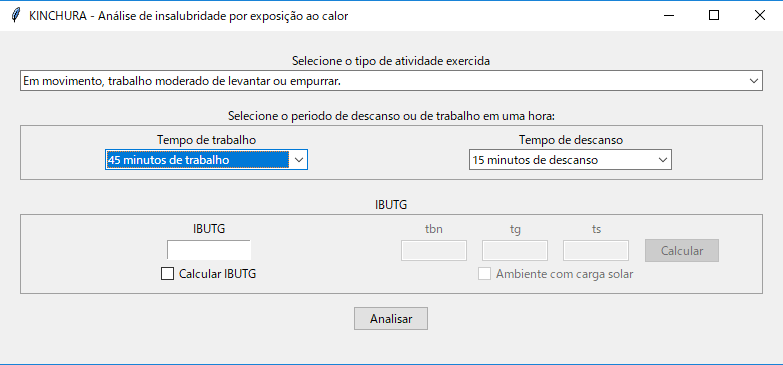 KINCHURA - Análise de insalubridade por exposição ao calor
Selecione o tipo de atividade exercida
Em movimento, trabalho moderado de levantar ou empurrar.
Selecione o periodo de descanso ou de trabalho em uma hora:
Tempo de trabalho
Tempo de descanso
45 minutos de trabalho
15 minutos de descanso
IBUTG
IBUTG
tbn
tg
ts
Calcular
Calcular IBUTG
Ambiente com carga solar
Analisar